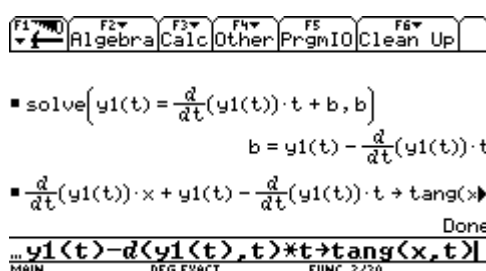 F1 F2 Algebra F3 Calc F4 Other F5 PrgmIO F6 Clean Up
▪ solve(y1(t) = d/dt(y1(t))·t + b, b)
b = y1(t) − d/dt(y1(t))·t
▪ d/dt(y1(t))·x + y1(t) − d/dt(y1(t))·t → tang(x▶
Done
…y1(t)-d(y1(t),t)*t→tang(x,t)
MAIN DEG EXACT FUNC 2/30